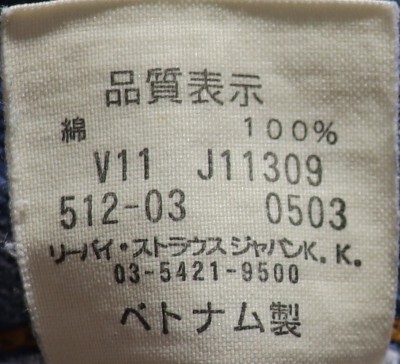 品質表示
綿 100%
V11 J11309
512-03 0503
リーバイ・ストラウスジャパンK.K.
03-5421-9500
ベトナム製